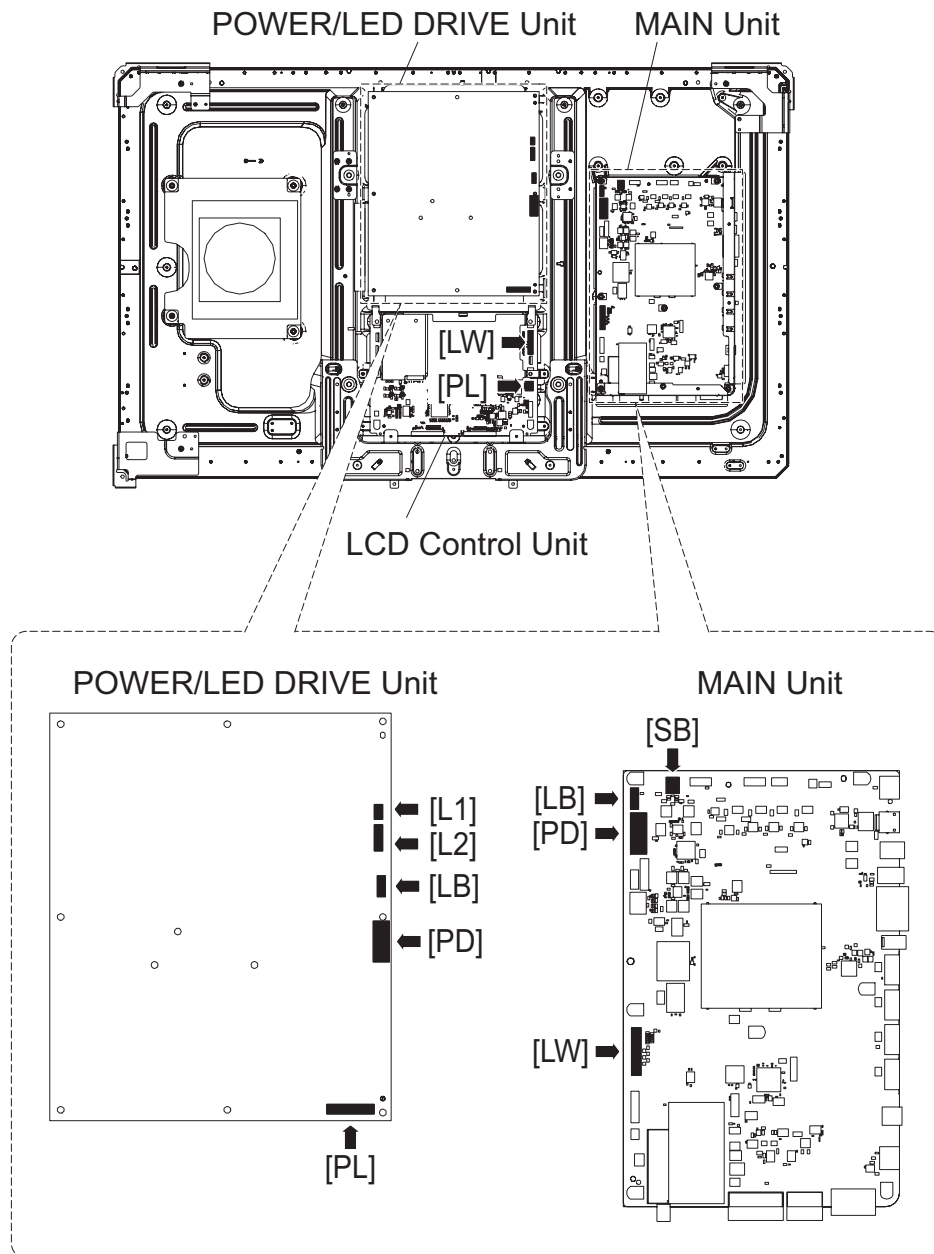 POWER/LED DRIVE Unit
MAIN Unit
[LW]
[PL]
LCD Control Unit
POWER/LED DRIVE Unit
MAIN Unit
[L1]
[L2]
[LB]
[PD]
[PL]
[SB]
[LB]
[PD]
[LW]